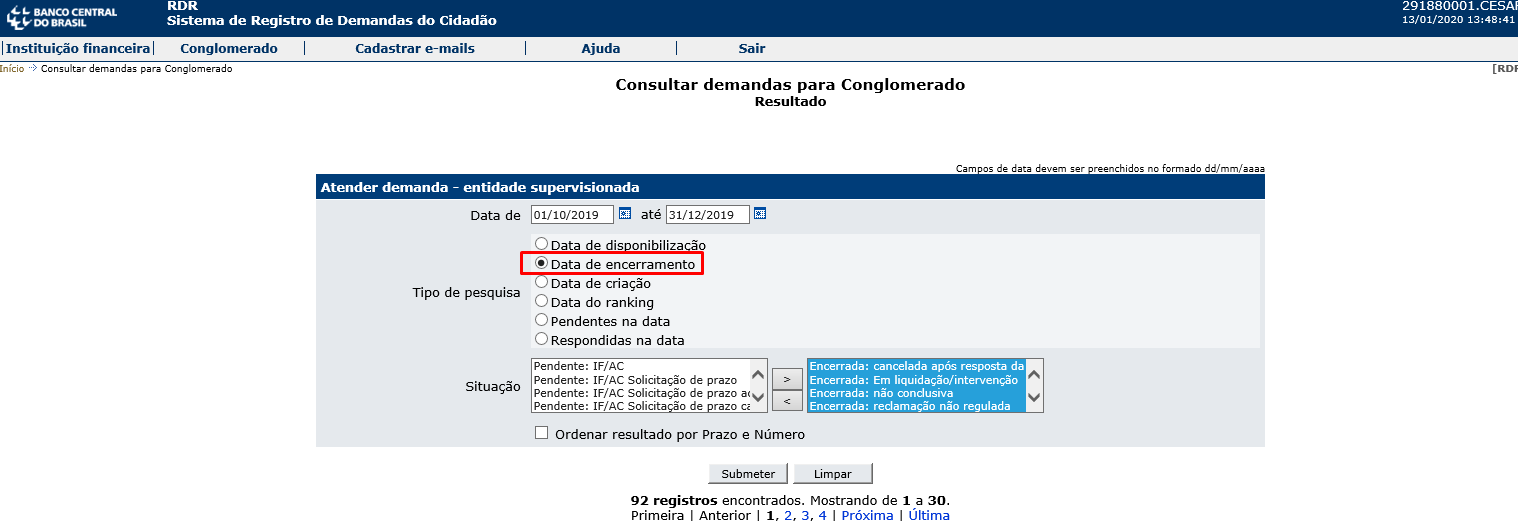 BANCO CENTRAL
DO BRASIL
RDR
Sistema de Registro de Demandas do Cidadão
291880001.CESAR
13/01/2020 13:48:41
Instituição financeira
Conglomerado
Cadastrar e-mails
Ajuda
Sair
Início
Consultar demandas para Conglomerado
[RDR
Consultar demandas para Conglomerado
Resultado
Campos de data devem ser preenchidos no formado dd/mm/aaaa
Atender demanda - entidade supervisionada
Data de 01/10/2019 até 31/12/2019
Tipo de pesquisa
Data de disponibilização
Data de encerramento
Data de criação
Data do ranking
Pendentes na data
Respondidas na data
Situação
Pendente: IF/AC
Pendente: IF/AC Solicitação de prazo
Pendente: IF/AC Solicitação de prazo ac
Pendente: IF/AC Solicitação de prazo ca
>
<
Encerrada: cancelada após resposta da
Encerrada: Em liquidação/intervenção
Encerrada: não conclusiva
Encerrada: reclamação não regulada
Ordenar resultado por Prazo e Número
Submeter
Limpar
92 registros encontrados. Mostrando de 1 a 30.
Primeira | Anterior | 1, 2, 3, 4 | Próxima | Última